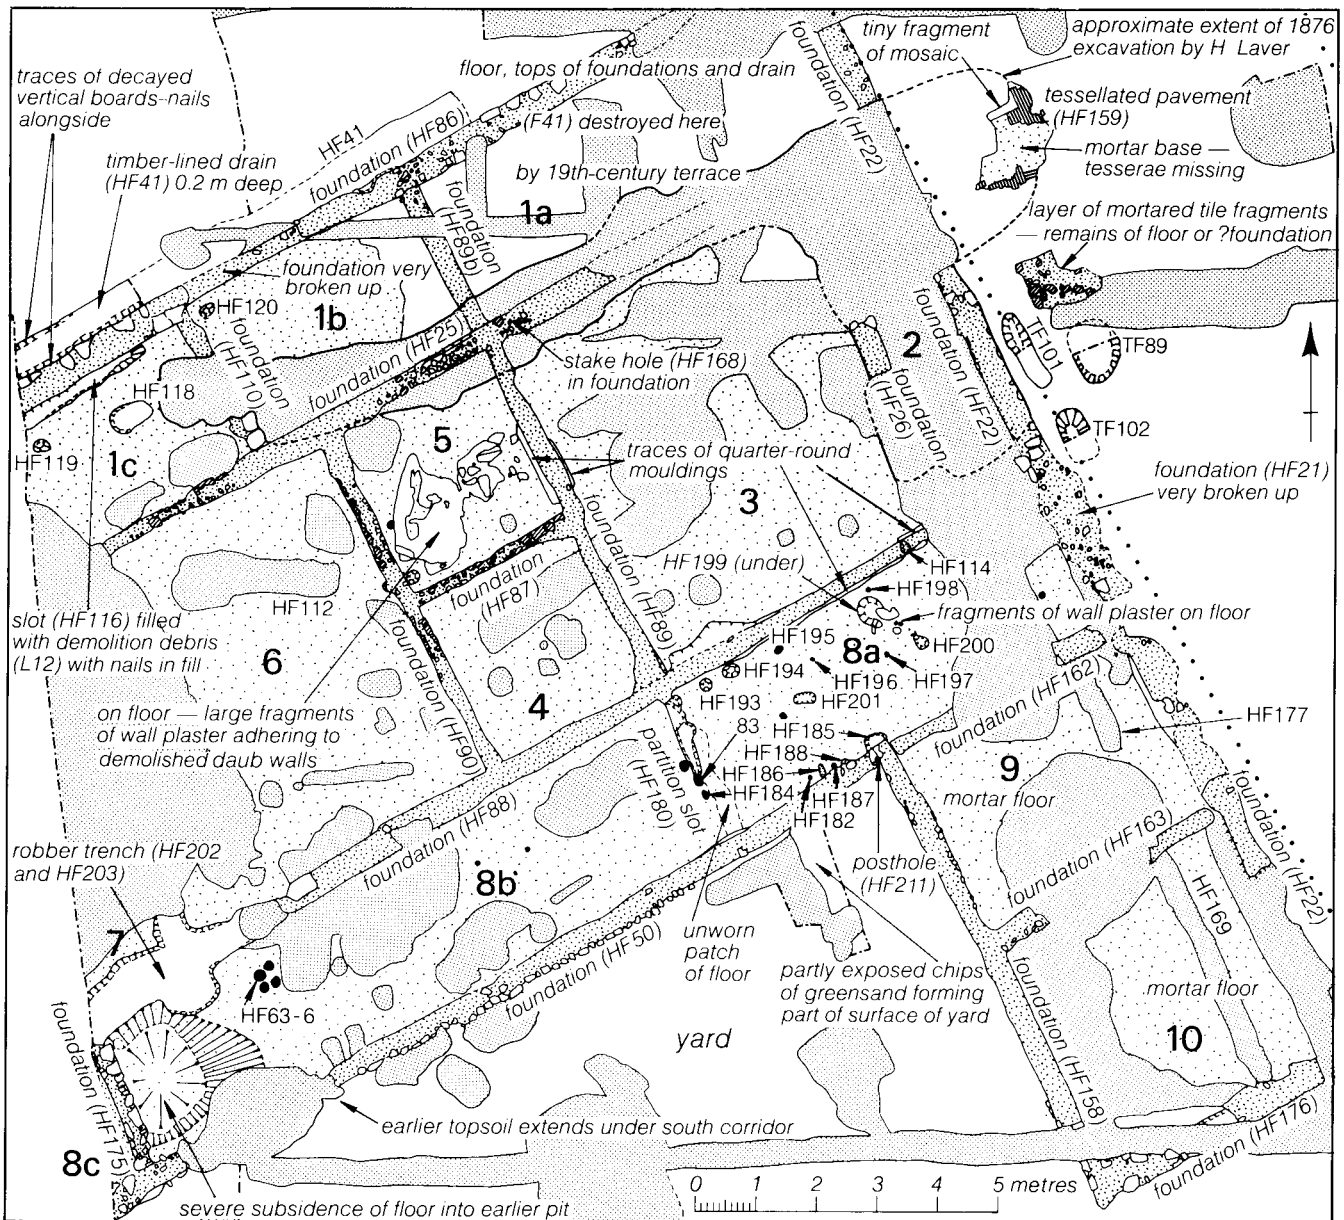 tiny fragment
of mosaic
approximate extent of 1876
excavation by H Laver
traces of decayed
vertical boards–nails
alongside
floor, tops of foundations and drain
(F41) destroyed here
by 19th-century terrace
foundation (HF22)
tessellated pavement
(HF159)
mortar base —
tesserae missing
HF41
foundation (HF86)
timber-lined drain
(HF41) 0.2 m deep
1a
foundation
(HF89b)
layer of mortared tile fragments
— remains of floor or ?foundation
foundation very
broken up
HF120
1b
foundation
(HF110)
foundation (HF25)
stake hole (HF168)
in foundation
2
foundation
(HF26)
foundation (HF22)
TF101
TF89
TF102
HF118
HF119
1c
5
traces of quarter-round
mouldings
3
foundation (HF21)
very broken up
HF112
foundation
(HF87)
HF199 (under)
HF114
HF198
fragments of wall plaster on floor
slot (HF116) filled
with demolition debris
(L12) with nails in fill
6
foundation (HF90)
foundation (HF89)
HF195
8a
HF200
HF194
HF196
HF197
HF193
HF201
foundation (HF162)
on floor — large fragments
of wall plaster adhering to
demolished daub walls
4
83
HF185
HF177
partition slot
(HF180)
HF188
HF186
HF184
HF187
HF182
9
mortar floor
robber trench (HF202
and HF203)
foundation (HF88)
8b
posthole
(HF211)
foundation (HF163)
foundation (HF22)
7
HF169
foundation (HF50)
unworn
patch
of floor
partly exposed chips
of greensand forming
part of surface of yard
mortar floor
HF63-6
yard
10
foundation (HF158)
foundation (HF175)
earlier topsoil extends under south corridor
8c
foundation (HF176)
0 1 2 3 4 5 metres
severe subsidence of floor into earlier pit